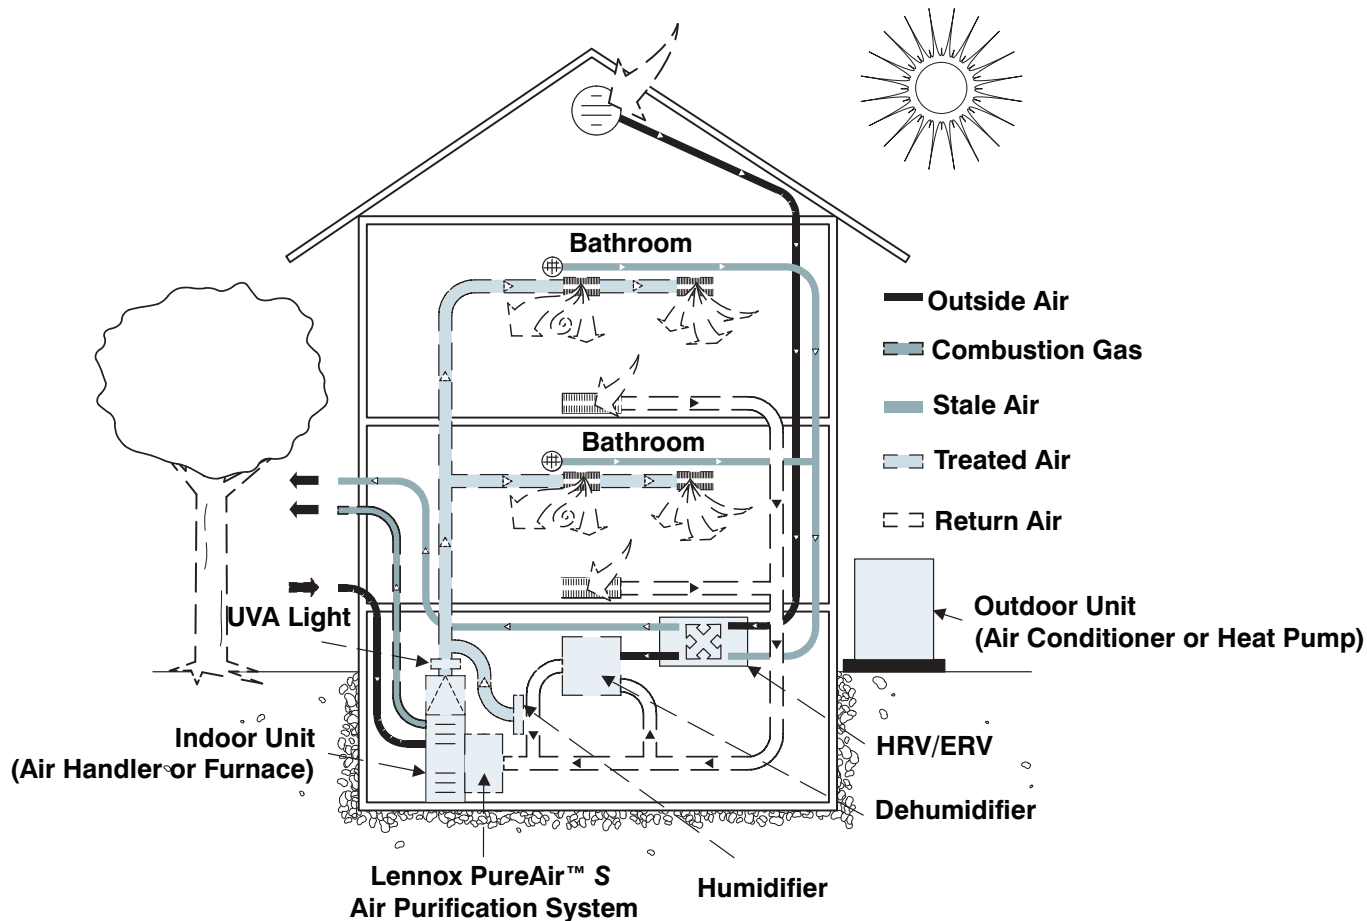 Bathroom
Outside Air
Combustion Gas
Stale Air
Bathroom
Treated Air
Return Air
UVA Light
Outdoor Unit
(Air Conditioner or Heat Pump)
Indoor Unit
(Air Handler or Furnace)
HRV/ERV
Dehumidifier
Lennox PureAir™ S
Air Purification System
Humidifier